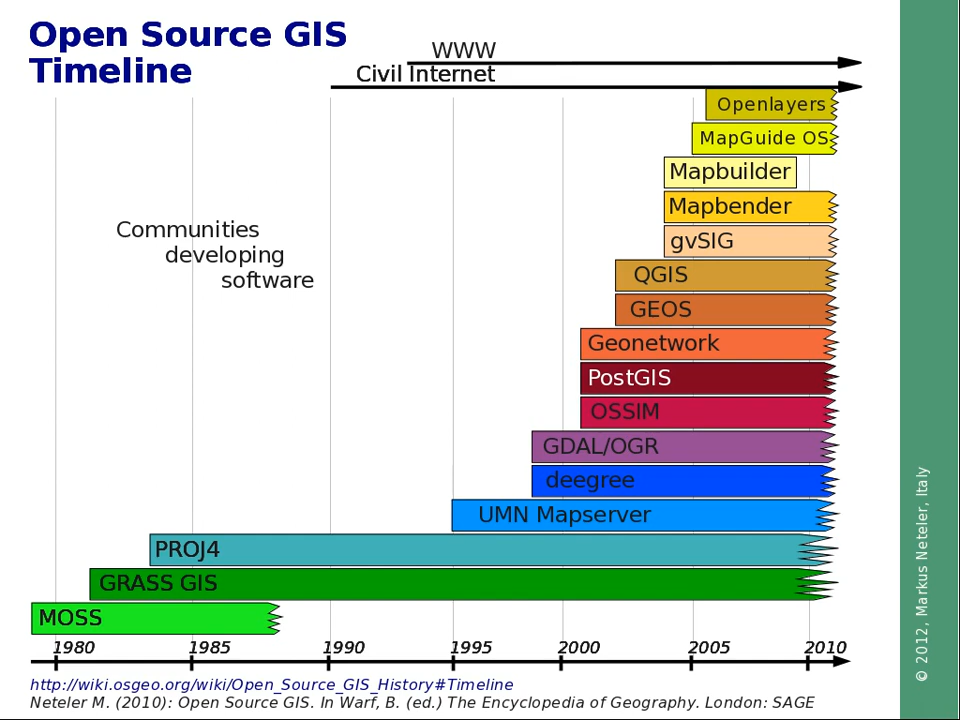 Open Source GIS
Timeline
WWW
Civil Internet
Openlayers
MapGuide OS
Mapbuilder
Mapbender
gvSIG
QGIS
GEOS
Geonetwork
PostGIS
OSSIM
GDAL/OGR
deegree
UMN Mapserver
PROJ4
GRASS GIS
MOSS
Communities
developing
software
1980 1985 1990 1995 2000 2005 2010
http://wiki.osgeo.org/wiki/Open_Source_GIS_History#Timeline
Neteler M. (2010): Open Source GIS. In Warf, B. (ed.) The Encyclopedia of Geography. London: SAGE
© 2012, Markus Neteler, Italy